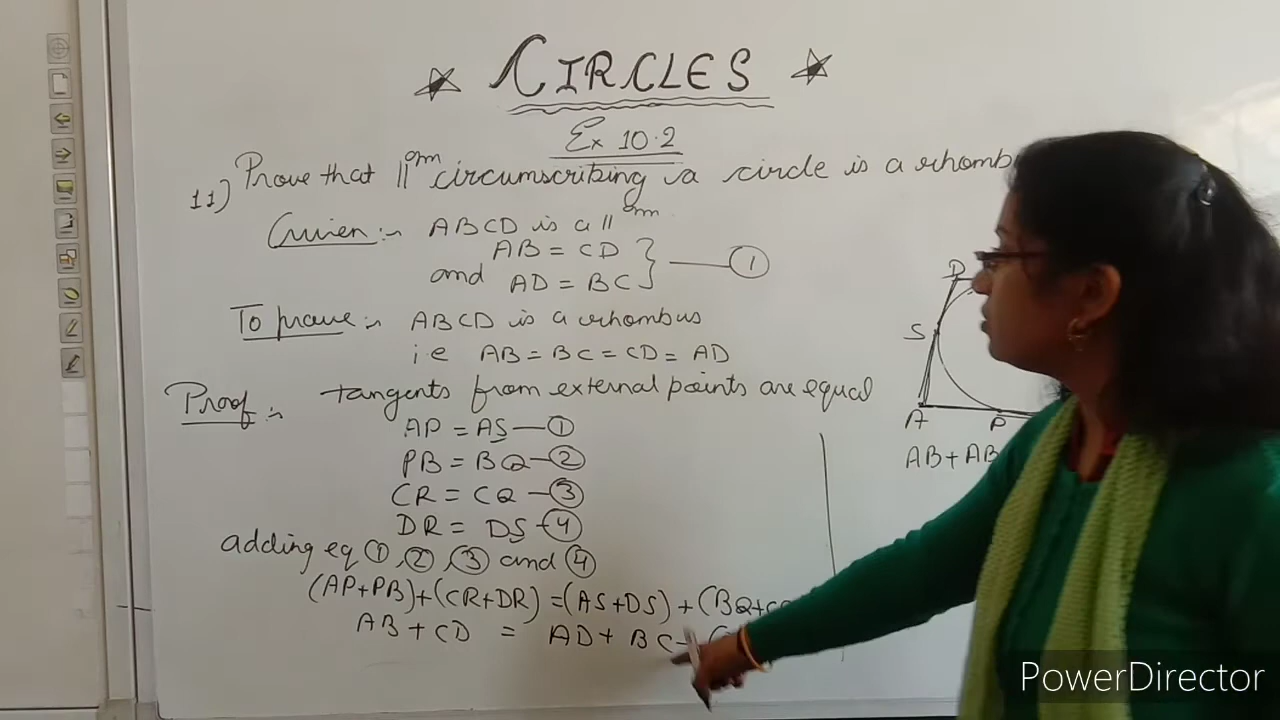 CIRCLES
Ex 10.2
11) Prove that ||gm circumscribing a circle is a
Given :- ABCD is a ||gm.
AB = CD
and AD = BC } — ①
To prove :- ABCD is a rhombus
i.e AB = BC = CD = AD
Proof :- tangents from external points are equal
AP = AS — ①
PB = BQ — ②
CR = CQ — ③
DR = DS — ④
adding eq ①, ②, ③ and ④
(AP+PB)+(CR+DR) = (AS+DS) + (BQ+
AB + CD = AD + BC —
D
S
A P
AB + AB
PowerDirector